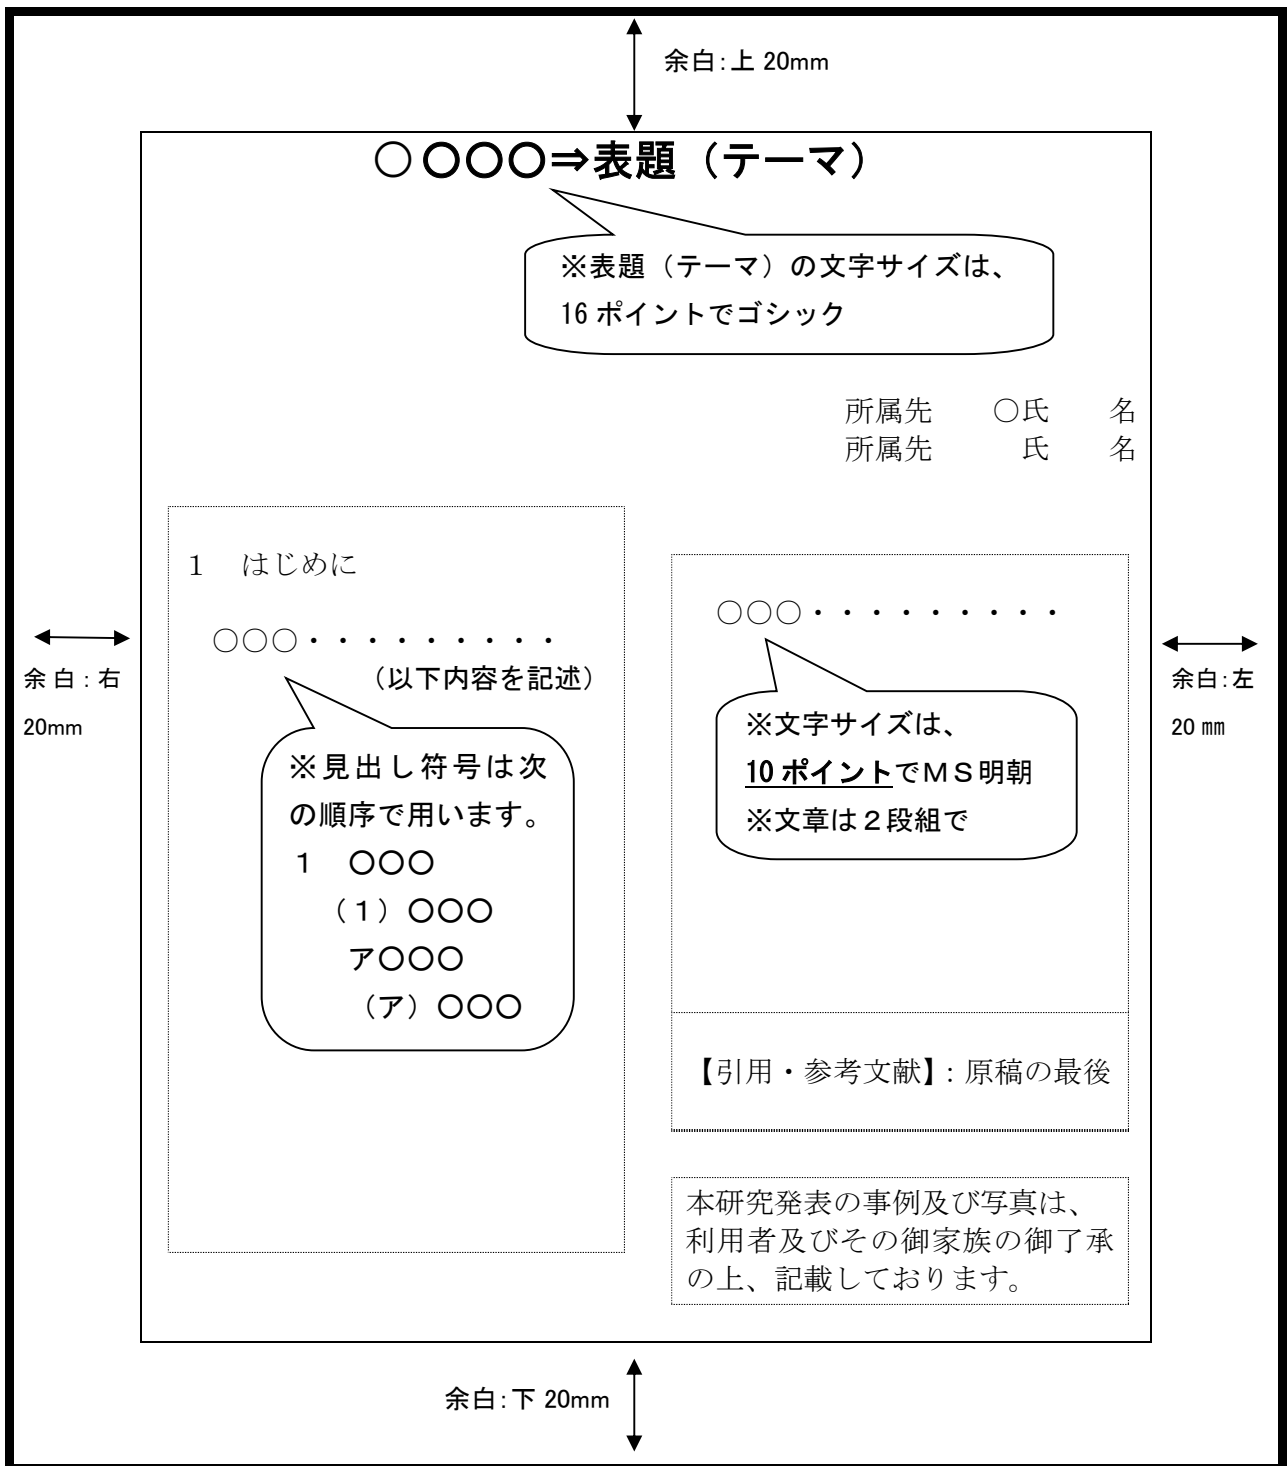 余白:上 20mm
○○○○⇒表題（テーマ）
※表題（テーマ）の文字サイズは、
16 ポイントでゴシック
所属先　　○氏　　名
所属先　　　氏　　名
1　はじめに
○○○・・・・・・・・・
（以下内容を記述）
※見出し符号は次
の順序で用います。
1　○○○
（１）○○○
ア○○○
（ア）○○○
余白:右
20mm
○○○・・・・・・・・・
※文字サイズは、
10 ポイントでＭＳ明朝
※文章は２段組で
余白:左
20 ㎜
【引用・参考文献】: 原稿の最後
本研究発表の事例及び写真は、
利用者及びその御家族の御了承
の上、記載しております。
余白:下 20mm